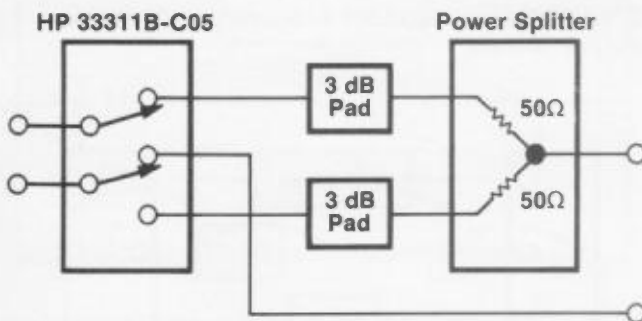 HP 33311B-C05
Power Splitter
3 dB
Pad
50Ω
3 dB
Pad
50Ω